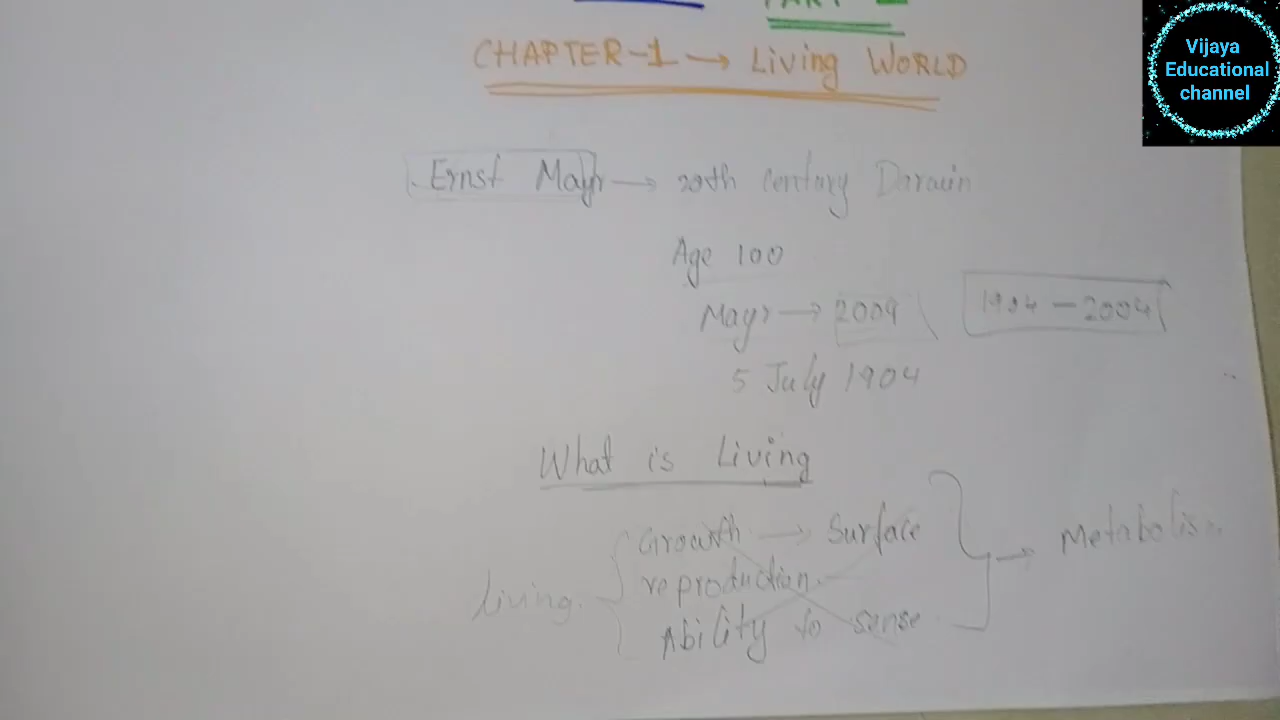 PART
CHAPTER-1 → Living WORLD
Ernst Mayr → 20th century Darwin
Age 100
Mayr → 2004 1904 — 2004
5 July 1904
What is Living
Growth → Surface
reproduction
Living
Ability to sense
→ Metabolism
Vijaya
Educational
channel